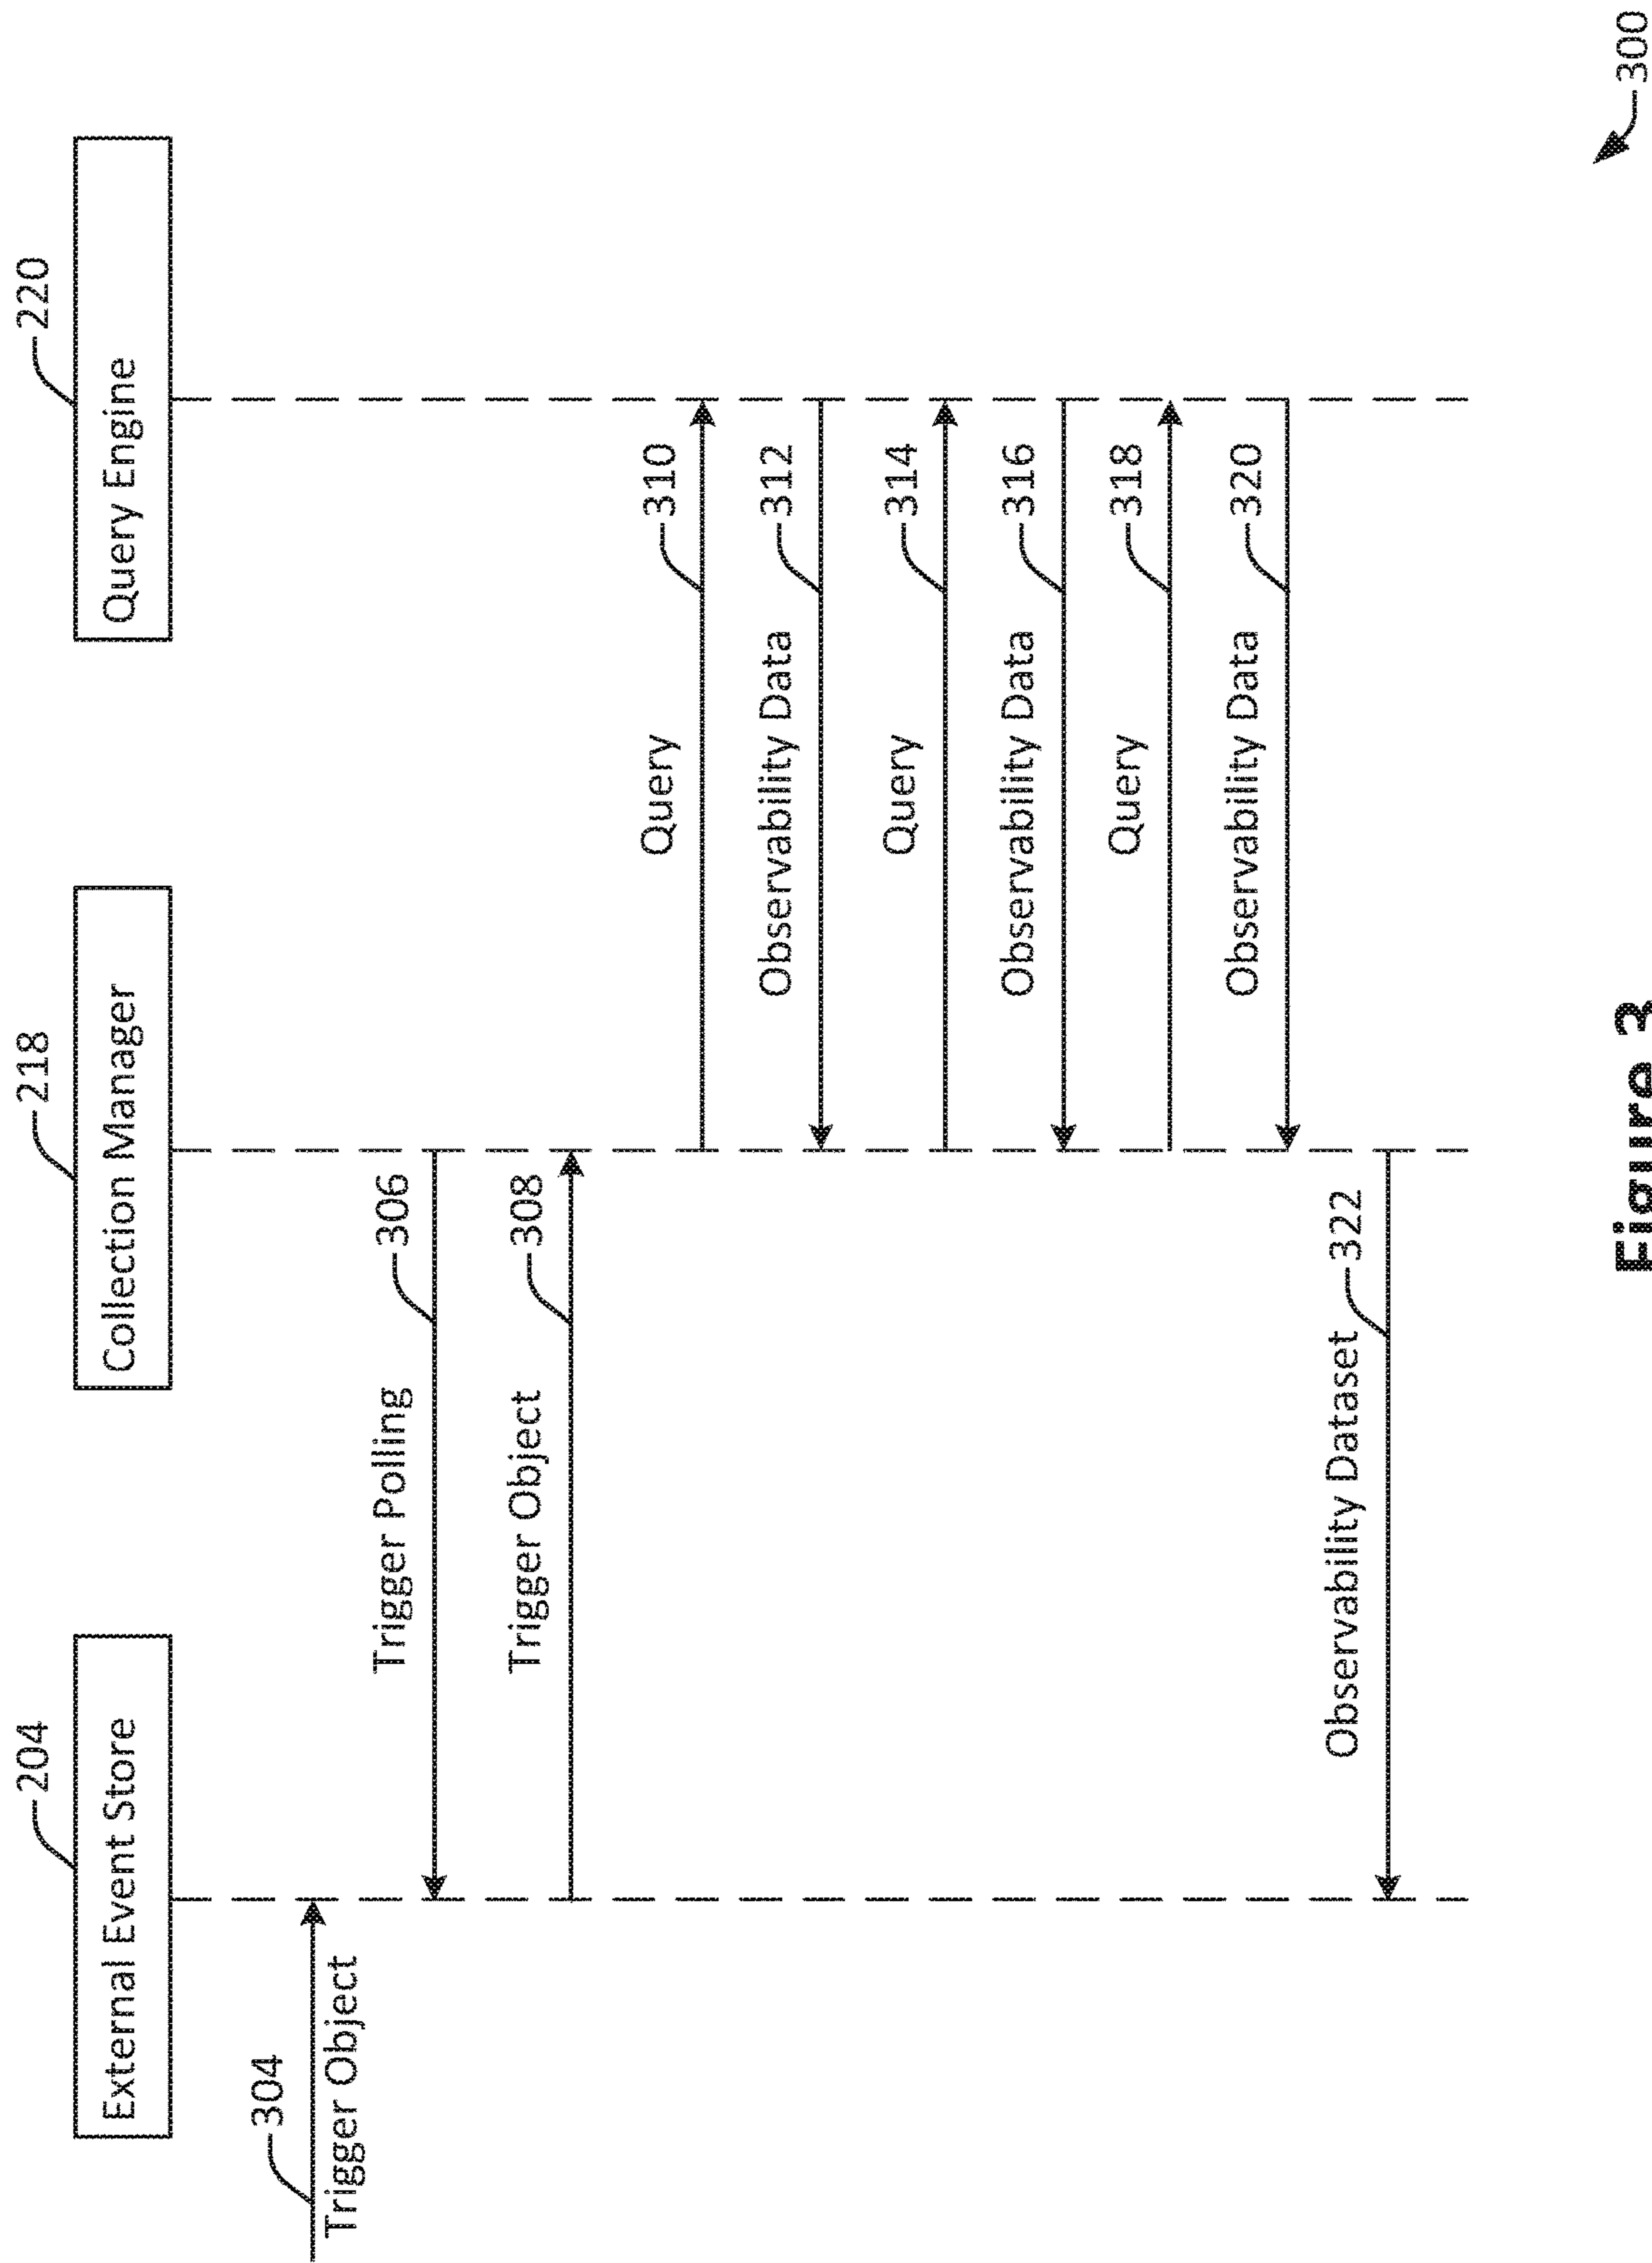 204
External Event Store
218
Collection Manager
220
Query Engine
304
Trigger Object
Trigger Polling
306
Trigger Object
308
Query
310
Observability Data
312
Query
314
Observability Data
316
Query
318
Observability Data
320
Observability Dataset
322
Figure 3
300